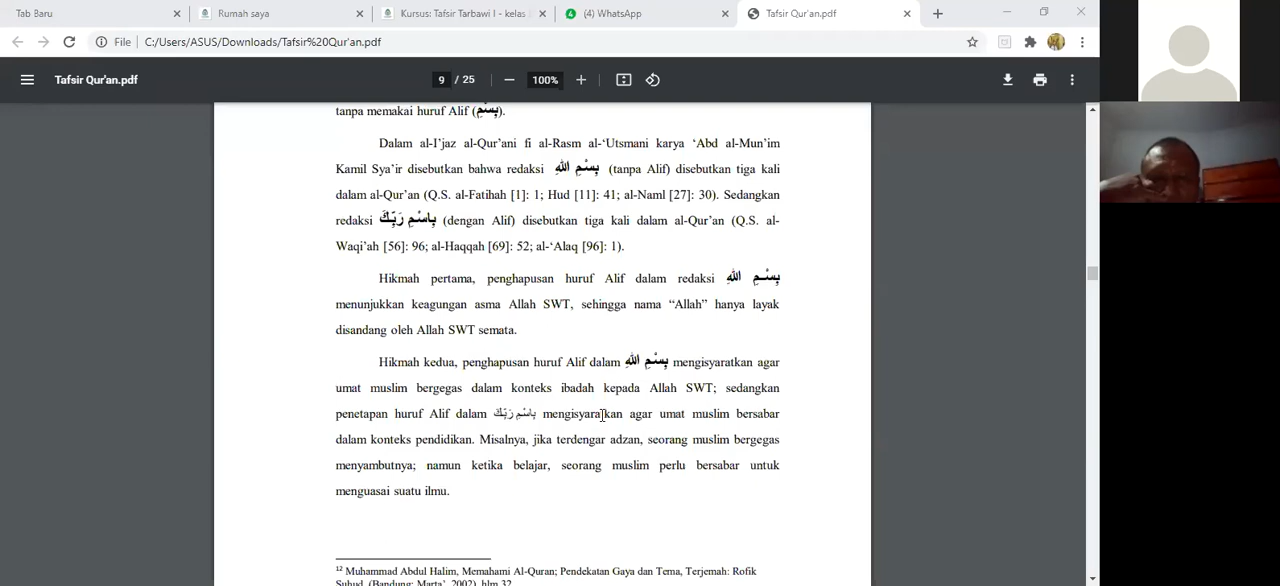 Tab Baru
Rumah saya
Kursus: Tafsir Tarbawi I - kelas
(4) WhatsApp
Tafsir Qur'an.pdf
File C:/Users/ASUS/Downloads/Tafsir%20Qur'an.pdf
Tafsir Qur'an.pdf
9 / 25
100%
tanpa memakai huruf Alif (بِسْمِ).
Dalam al-I'jaz al-Qur'ani fi al-Rasm al-'Utsmani karya 'Abd al-Mun'im
Kamil Sya'ir disebutkan bahwa redaksi بِسْمِ اللهِ (tanpa Alif) disebutkan tiga kali
dalam al-Qur'an (Q.S. al-Fatihah [1]: 1; Hud [11]: 41; al-Naml [27]: 30). Sedangkan
redaksi بِاسْمِ رَبِّكَ (dengan Alif) disebutkan tiga kali dalam al-Qur'an (Q.S. al-
Waqi'ah [56]: 96; al-Haqqah [69]: 52; al-'Alaq [96]: 1).
Hikmah pertama, penghapusan huruf Alif dalam redaksi بِسْمِ اللهِ
menunjukkan keagungan asma Allah SWT, sehingga nama “Allah” hanya layak
disandang oleh Allah SWT semata.
Hikmah kedua, penghapusan huruf Alif dalam بِسْمِ اللهِ mengisyaratkan agar
umat muslim bergegas dalam konteks ibadah kepada Allah SWT; sedangkan
penetapan huruf Alif dalam بِاسْمِ رَبِّكَ mengisyaratkan agar umat muslim bersabar
dalam konteks pendidikan. Misalnya, jika terdengar adzan, seorang muslim bergegas
menyambutnya; namun ketika belajar, seorang muslim perlu bersabar untuk
menguasai suatu ilmu.
12 Muhammad Abdul Halim, Memahami Al-Quran; Pendekatan Gaya dan Tema, Terjemah: Rofik
Suhud, (Bandung: Marta', 2002), hlm 32